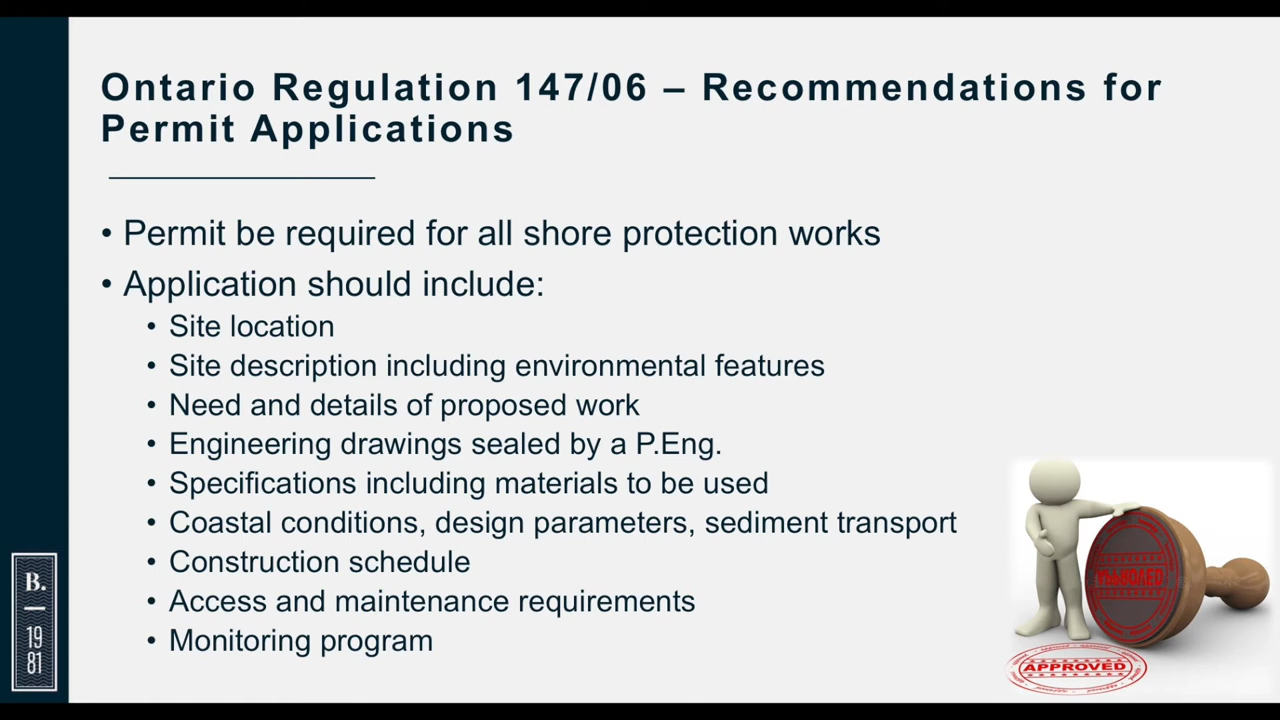 Ontario Regulation 147/06 – Recommendations for
Permit Applications
• Permit be required for all shore protection works
• Application should include:
• Site location
• Site description including environmental features
• Need and details of proposed work
• Engineering drawings sealed by a P.Eng.
• Specifications including materials to be used
• Coastal conditions, design parameters, sediment transport
• Construction schedule
• Access and maintenance requirements
• Monitoring program
B.
19
81
APPROVED
APPROVED